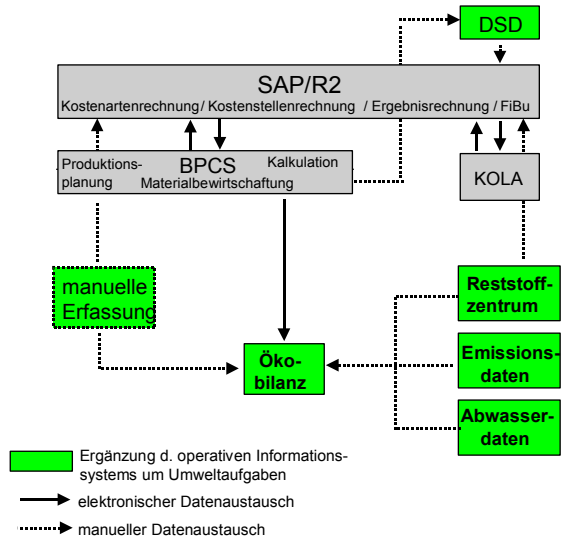 DSD
SAP/R2
Kostenartenrechnung/ Kostenstellenrechnung / Ergebnisrechnung / FiBu
Produktions-
planung
BPCS
Kalkulation
Materialbewirtschaftung
KOLA
manuelle
Erfassung
Reststoff-
zentrum
Öko-
bilanz
Emissions-
daten
Abwasser-
daten
Ergänzung d. operativen Informations-
systems um Umweltaufgaben
elektronischer Datenaustausch
manueller Datenaustausch